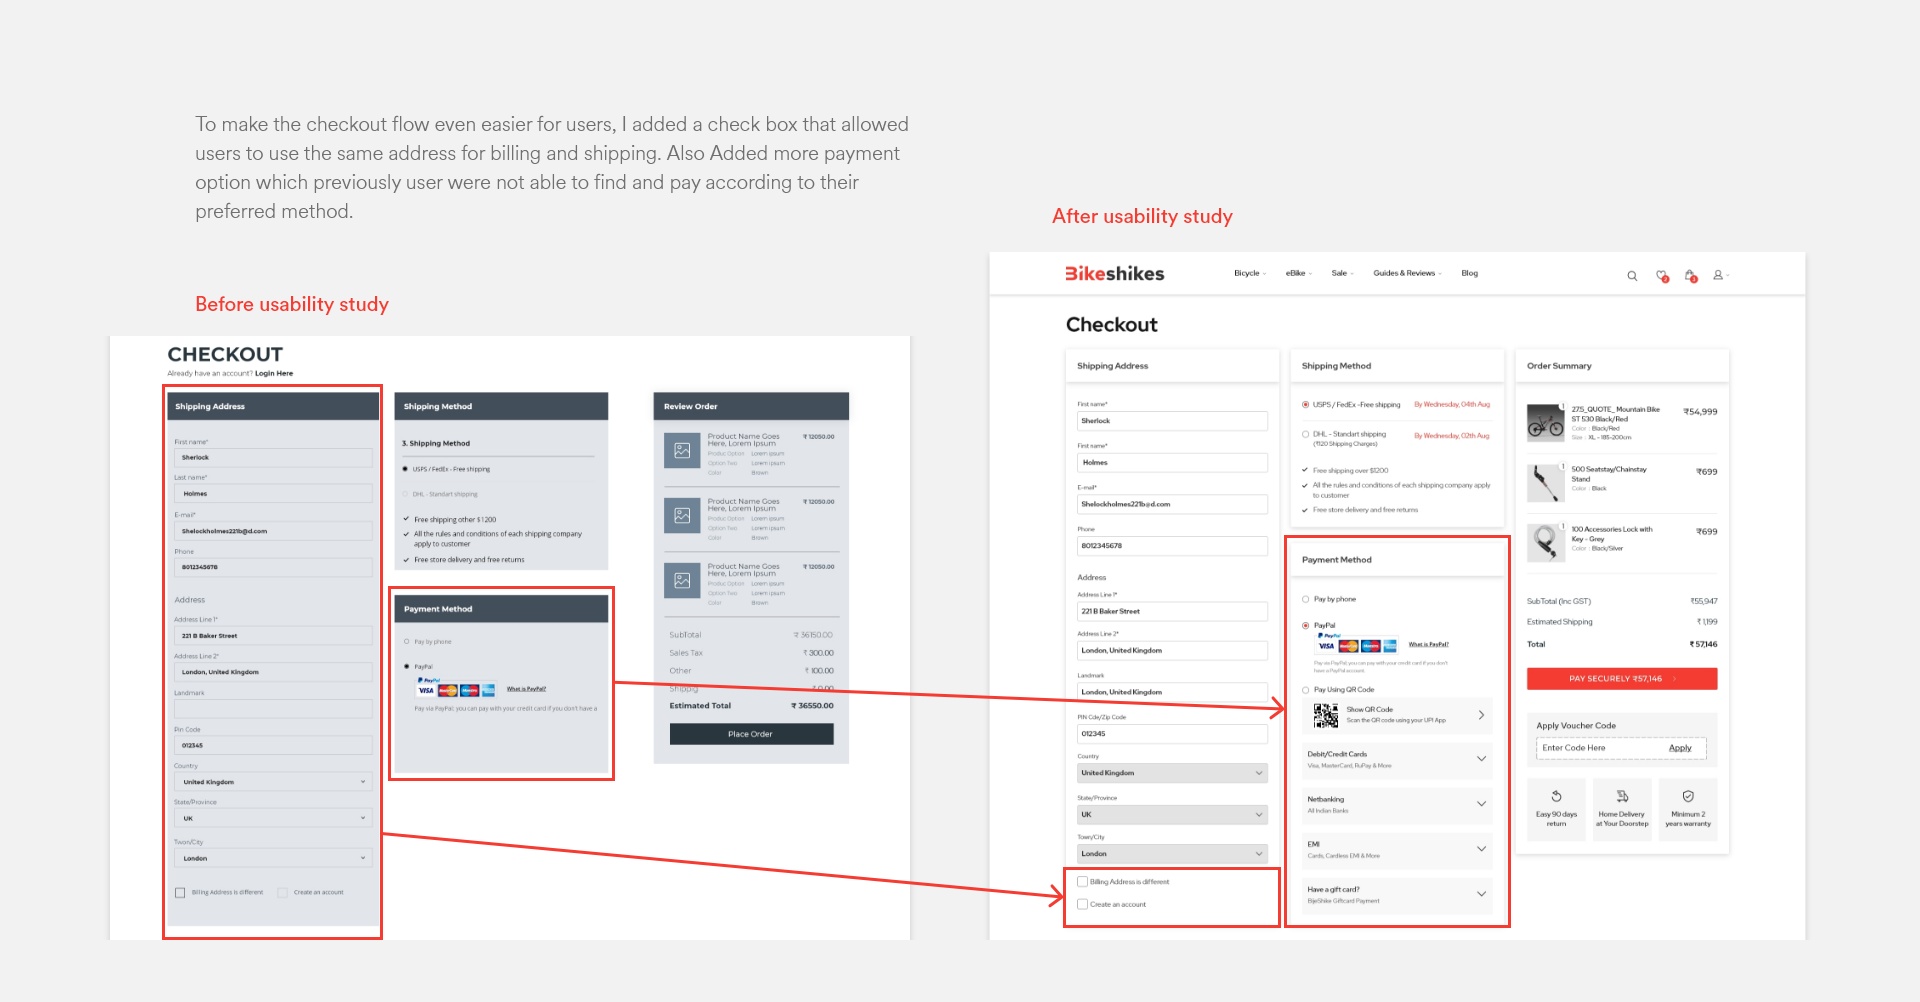 To make the checkout flow even easier for users, I added a check box that allowed
users to use the same address for billing and shipping. Also Added more payment
option which previously user were not able to find and pay according to their
preferred method.
Before usability study
CHECKOUT
Already have an account? Login Here
Shipping Address
First name*
Sherlock
Last name*
Holmes
E-mail*
Shelockholmes221b@d.com
Phone
8012345678
Address
Address Line 1*
221 B Baker Street
Address Line 2*
London, United Kingdom
Landmark
Pin Code
012345
Country
United Kingdom
State/Province
UK
Twon/City
London
Billing Address is different
Create an account
Shipping Method
3. Shipping Method
USPS / FedEx - Free shipping
DHL - Standart shipping
Free shipping other $1200
All the rules and conditions of each shipping company
apply to customer
Free store delivery and free returns
Payment Method
Pay by phone
PayPal
PayPal
VISA
What is PayPal?
Pay via PayPal; you can pay with your credit card if you don't have a
Review Order
Product Name Goes
Here, Lorem Ipsum
₹ 12050.00
Product Option Lorem ipsum
Option Two Lorem ipsum
Color Brown
Product Name Goes
Here, Lorem Ipsum
₹ 12050.00
Product Option Lorem ipsum
Option Two Lorem ipsum
Color Brown
Product Name Goes
Here, Lorem Ipsum
₹ 12050.00
Product Option Lorem ipsum
Option Two Lorem ipsum
Color Brown
SubTotal ₹ 36150.00
Sales Tax ₹ 300.00
Other ₹ 100.00
Shippig ₹ 0.00
Estimated Total ₹ 36550.00
Place Order
After usability study
Bikeshikes
Bicycle
eBike
Sale
Guides & Reviews
Blog
Checkout
Shipping Address
First name*
Sherlock
First name*
Holmes
E-mail*
Shelockholmes221b@d.com
Phone
8012345678
Address
Address Line 1*
221 B Baker Street
Address Line 2*
London, United Kingdom
Landmark
London, United Kingdom
PIN Cde/Zip Code
012345
Country
United Kingdom
State/Province
UK
Town/City
London
Billing Address is different
Create an account
Shipping Method
USPS / FedEx -Free shipping By Wednesday, 04th Aug
DHL - Standart shipping By Wednesday, 02th Aug
(₹120 Shipping Charges)
Free shipping over $1200
All the rules and conditions of each shipping company apply
to customer
Free store delivery and free returns
Payment Method
Pay by phone
PayPal
PayPal
VISA
What is PayPal?
Pay via PayPal; you can pay with your credit card if you don't
have a PayPal account.
Pay Using QR Code
Show QR Code
Scan the QR code using your UPI App
Debit/Credit Cards
Visa, MasterCard, RuPay & More
Netbanking
All Indian Banks
EMI
Cards, Cardless EMI & More
Have a gift card?
BijeShike Giftcard Payment
Order Summary
1
27.5_QUOTE_ Mountain Bike
ST 530 Black/Red
₹54,999
Color : Black/Red
Size : XL - 185-200cm
1
500 Seatstay/Chainstay
Stand
₹699
Color : Black
1
100 Accessories Lock with
Key - Grey
₹699
Color : Black/Silver
SubTotal (Inc GST) ₹55,947
Estimated Shipping ₹ 1,199
Total ₹ 57,146
PAY SECURELY ₹57,146
Apply Voucher Code
Enter Code Here Apply
Easy 90 days
return
Home Delivery
at Your Doorstep
Minimum 2
years warranty